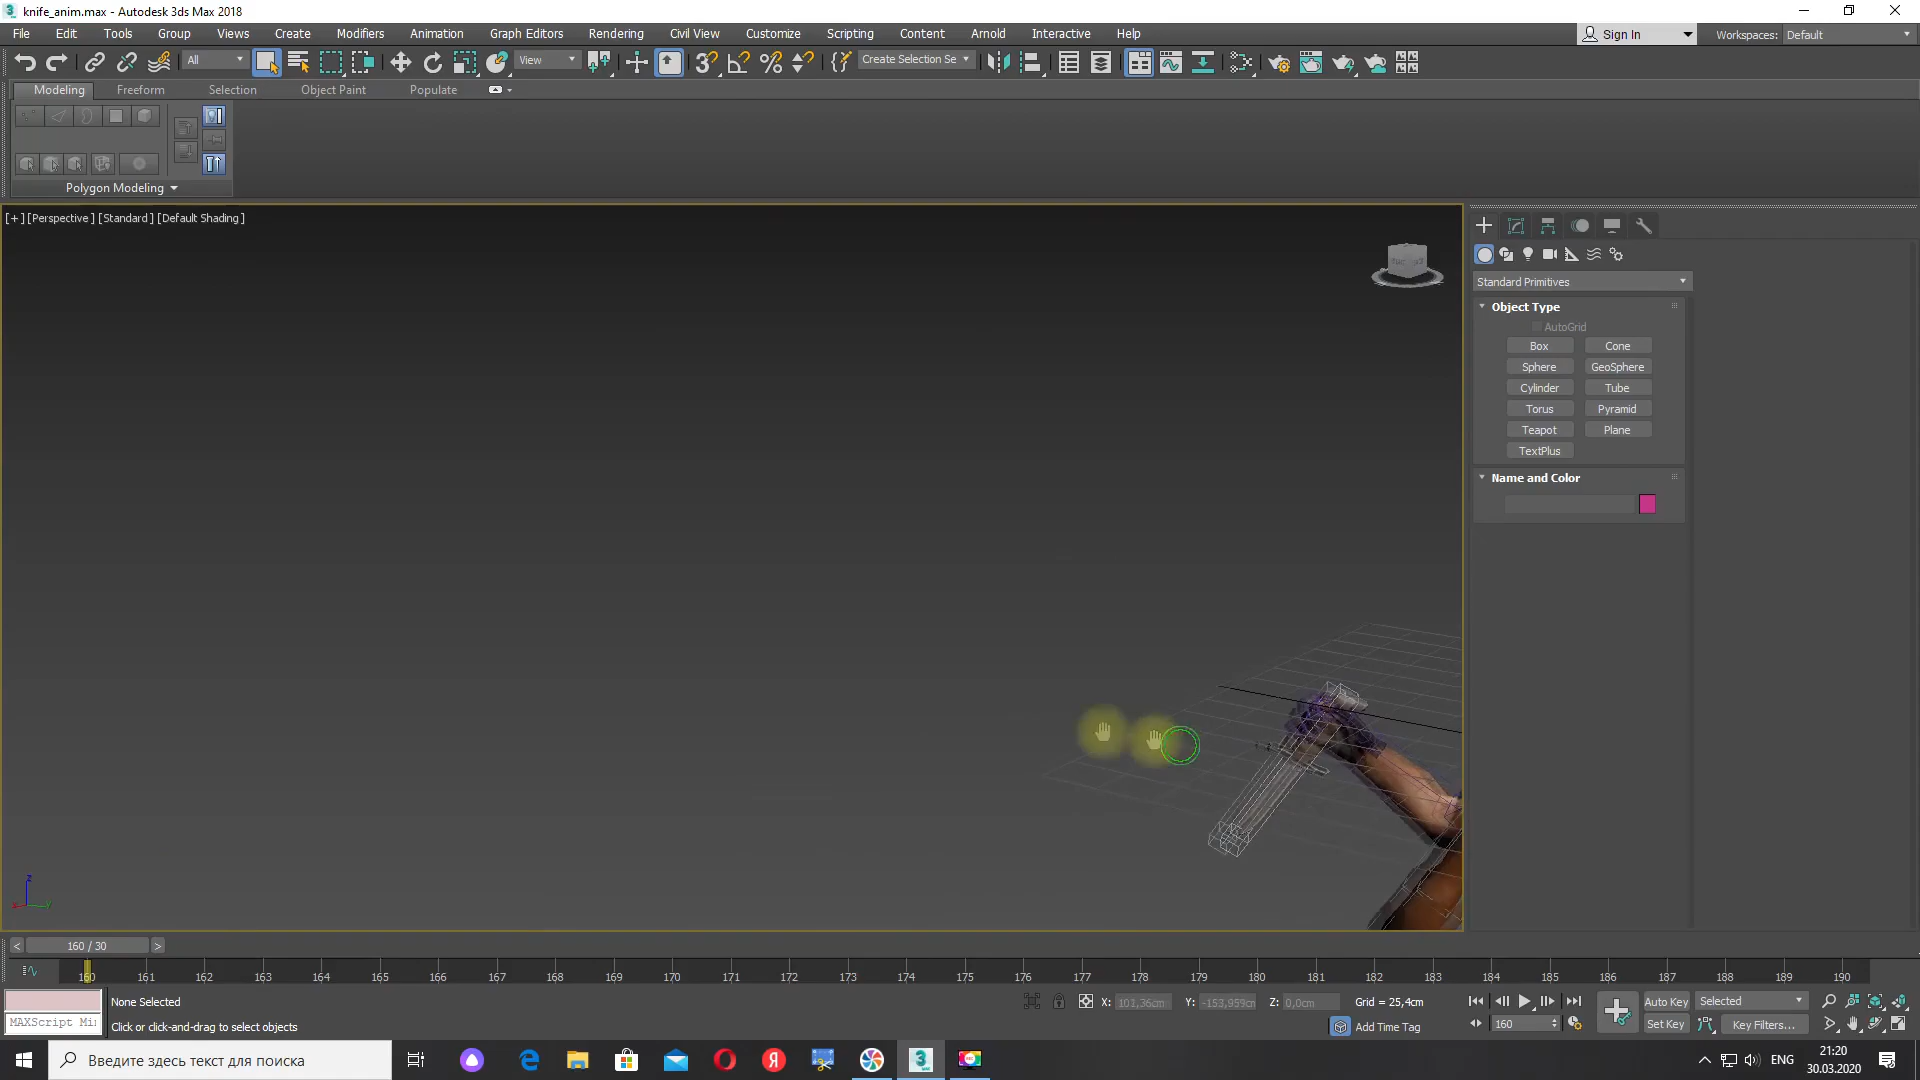 knife_anim.max - Autodesk 3ds Max 2018
File Edit Tools Group Views Create Modifiers Animation Graph Editors Rendering Civil View Customize Scripting Content Arnold Interactive Help
Sign In
Workspaces: Default
All
View
Create Selection Se
Modeling Freeform Selection Object Paint Populate
Polygon Modeling
[+] [Perspective] [Standard] [Default Shading]
Standard Primitives
Object Type
AutoGrid
Box Cone
Sphere GeoSphere
Cylinder Tube
Torus Pyramid
Teapot Plane
TextPlus
Name and Color
z
x
y
< 160 / 30 >
160 161 162 163 164 165 166 167 168 169 170 171 172 173 174 175 176 177 178 179 180 181 182 183 184 185 186 187 188 189 190
None Selected
X: 101,36cm Y: -153,959cm Z: 0,0cm Grid = 25,4cm
Auto Key Selected
MAXScript Mi
Click or click-and-drag to select objects
Add Time Tag
160
Set Key Key Filters...
Введите здесь текст для поиска
ENG
21:20
30.03.2020